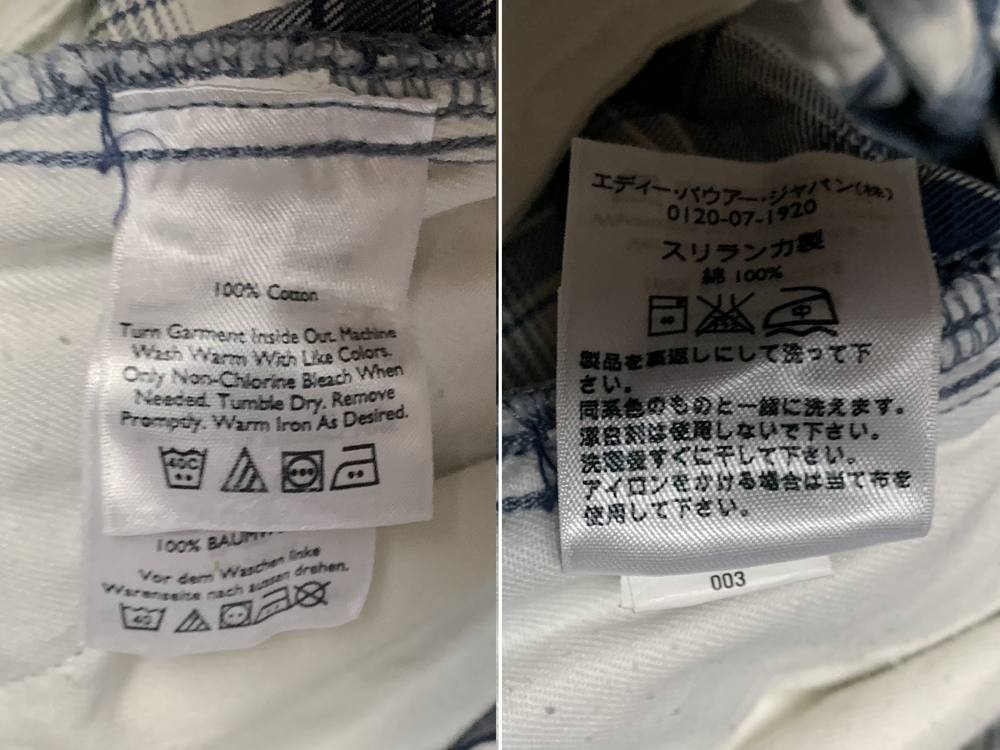 100% Cotton
Turn Garment Inside Out. Machine
Wash Warm With Like Colors.
Only Non-Chlorine Bleach When
Needed. Tumble Dry. Remove
Promptly. Warm Iron As Desired.
40C
100% BAUMW
Vor dem Waschen linke
Warenseite nach aussen drehen.
40
エディー・バウアー・ジャパン(株)
0120-07-1920
スリランカ製
綿 100%
40 中
製品を裏返しにして洗って下
さい。
同系色のものと一緒に洗えます。
漂白剤は使用しないで下さい。
洗濯後すぐに干して下さい。
アイロンをかける場合は当て布を
使用して下さい。
003